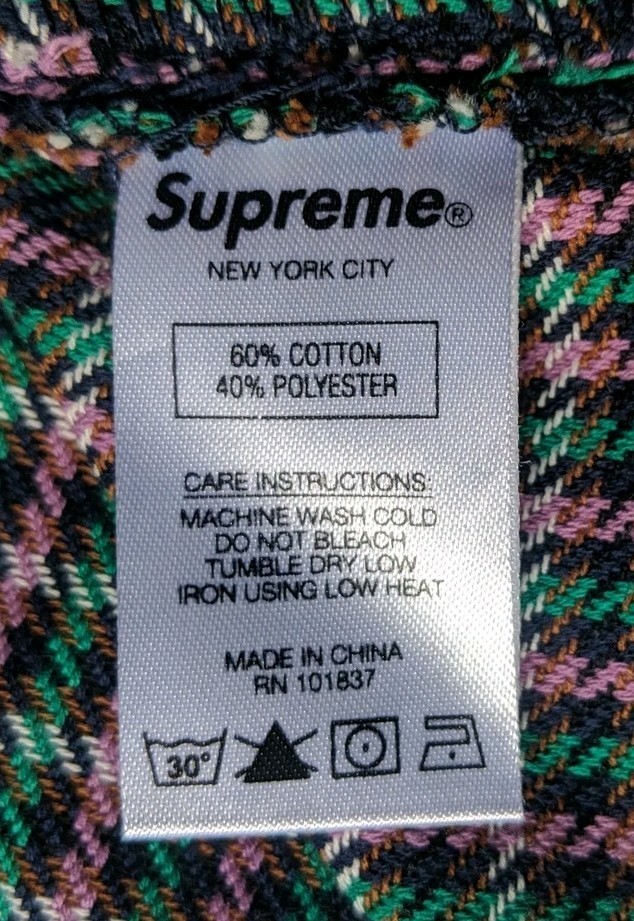 Supreme®
NEW YORK CITY
60% COTTON
40% POLYESTER
CARE INSTRUCTIONS:
MACHINE WASH COLD
DO NOT BLEACH
TUMBLE DRY LOW
IRON USING LOW HEAT
MADE IN CHINA
RN 101837
30°